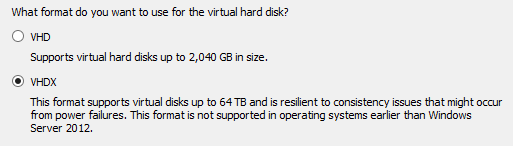 What format do you want to use for the virtual hard disk?
VHD
Supports virtual hard disks up to 2,040 GB in size.
VHDX
This format supports virtual disks up to 64 TB and is resilient to consistency issues that might occur
from power failures. This format is not supported in operating systems earlier than Windows
Server 2012.